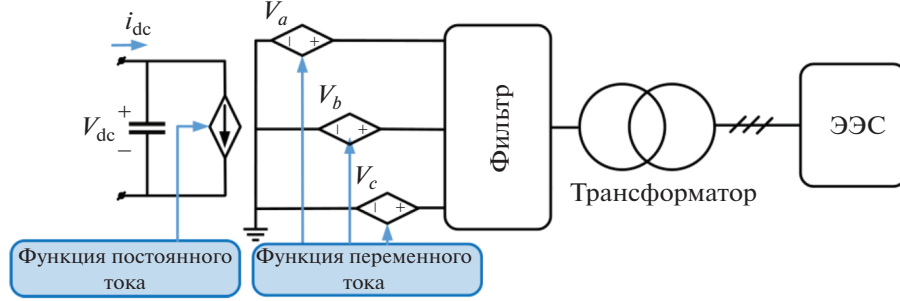 i_dc
V_a
V_b
V_c
+
−
V_dc
− +
− +
− +
Фильтр
Трансформатор
ЭЭС
Функция постоянного
тока
Функция переменного
тока